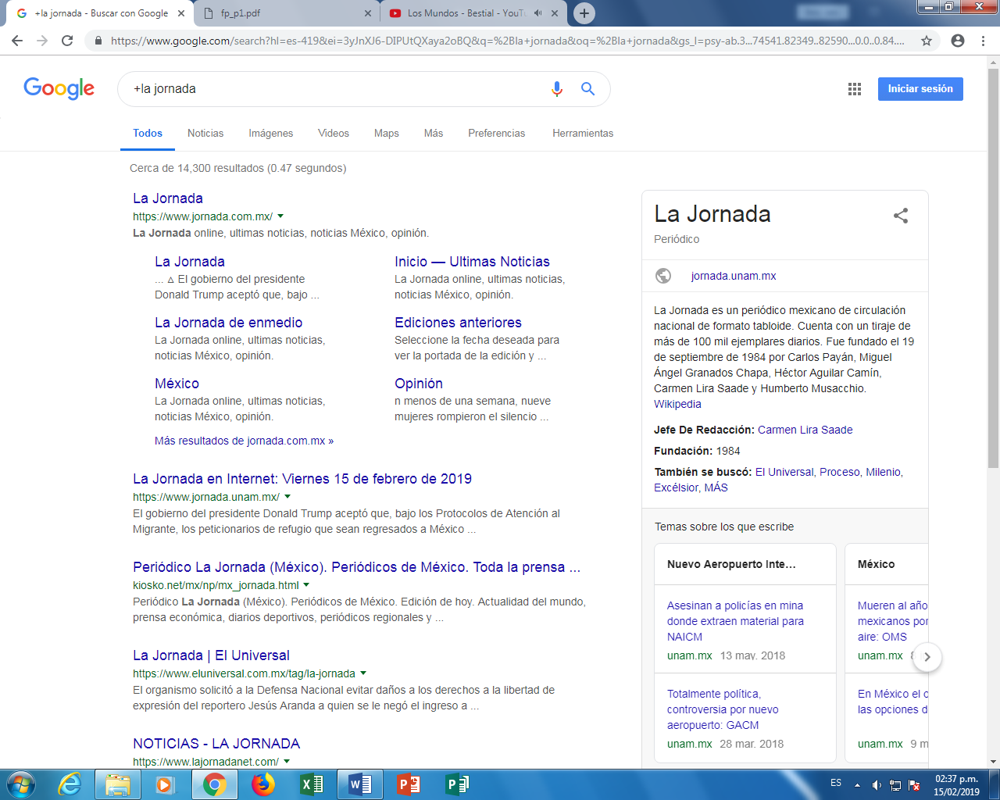 +la jornada - Buscar con Google
fp_p1.pdf
Los Mundos - Bestial - YouTu
https://www.google.com/search?hl=es-419&ei=3yJnXJ6-DIPUtQXaya2oBQ&q=%2Bla+jornada&oq=%2Bla+jornada&gs_l=psy-ab.3...74541.82349..82590...0.0..0.84....
Google
+la jornada
Iniciar sesión
Todos
Noticias
Imágenes
Videos
Maps
Más
Preferencias
Herramientas
Cerca de 14,300 resultados (0.47 segundos)
La Jornada
https://www.jornada.com.mx/
La Jornada online, ultimas noticias, noticias México, opinión.
La Jornada
... △ El gobierno del presidente
Donald Trump aceptó que, bajo ...
Inicio — Ultimas Noticias
La Jornada online, ultimas noticias,
noticias México, opinión.
La Jornada de enmedio
La Jornada online, ultimas noticias,
noticias México, opinión.
Ediciones anteriores
Seleccione la fecha deseada para
ver la portada de la edición y ...
México
La Jornada online, ultimas noticias,
noticias México, opinión.
Opinión
n menos de una semana, nueve
mujeres rompieron el silencio ...
Más resultados de jornada.com.mx »
La Jornada en Internet: Viernes 15 de febrero de 2019
https://www.jornada.unam.mx/
El gobierno del presidente Donald Trump aceptó que, bajo los Protocolos de Atención al
Migrante, los peticionarios de refugio que sean regresados a México ...
Periódico La Jornada (México). Periódicos de México. Toda la prensa ...
kiosko.net/mx/np/mx_jornada.html
Periódico La Jornada (México). Periódicos de México. Edición de hoy. Actualidad del mundo,
prensa económica, diarios deportivos, periódicos regionales y ...
La Jornada | El Universal
https://www.eluniversal.com.mx/tag/la-jornada
El organismo solicitó a la Defensa Nacional evitar daños a los derechos a la libertad de
expresión del reportero Jesús Aranda a quien se le negó el ingreso a ...
NOTICIAS - LA JORNADA
https://www.lajornadanet.com/
La Jornada
Periódico
jornada.unam.mx
La Jornada es un periódico mexicano de circulación
nacional de formato tabloide. Cuenta con un tiraje de
más de 100 mil ejemplares diarios. Fue fundado el 19
de septiembre de 1984 por Carlos Payán, Miguel
Ángel Granados Chapa, Héctor Aguilar Camín,
Carmen Lira Saade y Humberto Musacchio.
Wikipedia
Jefe De Redacción: Carmen Lira Saade
Fundación: 1984
También se buscó: El Universal, Proceso, Milenio,
Excélsior, MÁS
Temas sobre los que escribe
Nuevo Aeropuerto Inte...
Asesinan a policías en mina
donde extraen material para
NAICM
unam.mx 13 may. 2018
Totalmente política,
controversia por nuevo
aeropuerto: GACM
unam.mx 28 mar. 2018
México
Mueren al año
mexicanos por
aire: OMS
unam.mx 8
En México el o
las opciones d
unam.mx 9 m
ES
02:37 p.m.
15/02/2019